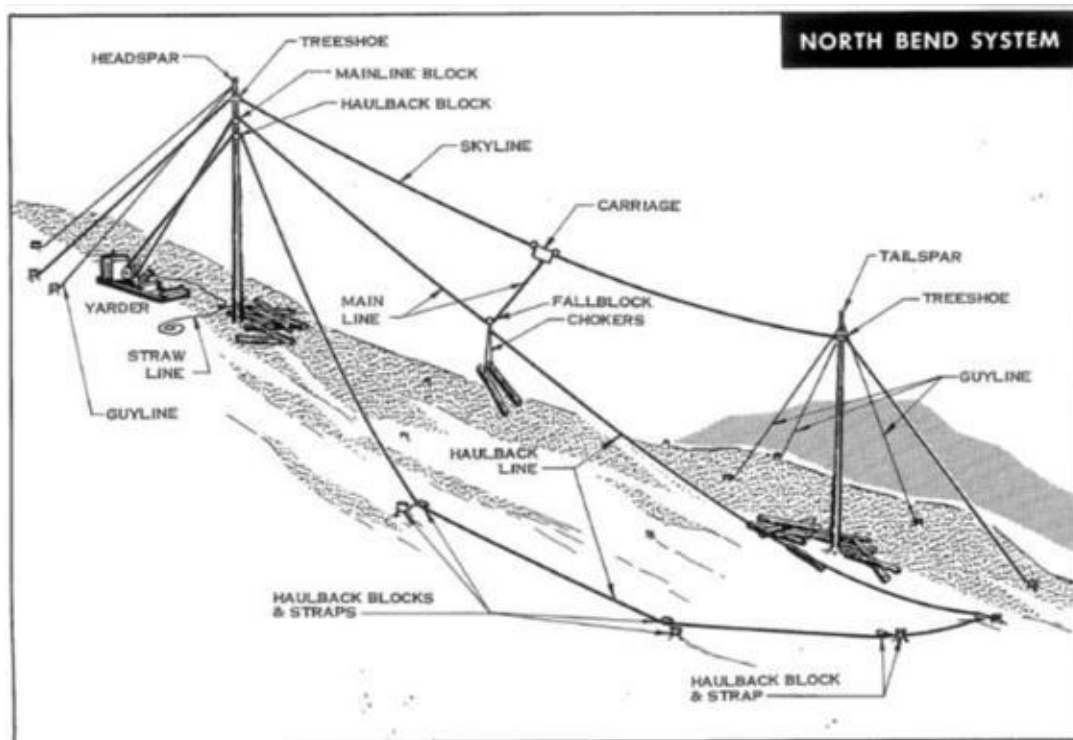 NORTH BEND SYSTEM
TREESHOE
HEADSPAR
MAINLINE BLOCK
HAULBACK BLOCK
SKYLINE
CARRIAGE
TAILSPAR
TREESHOE
YARDER
MAIN
LINE
FALLBLOCK
CHOKERS
STRAW
LINE
GUYLINE
GUYLINE
HAULBACK
LINE
HAULBACK BLOCKS
& STRAPS
HAULBACK BLOCK
& STRAP